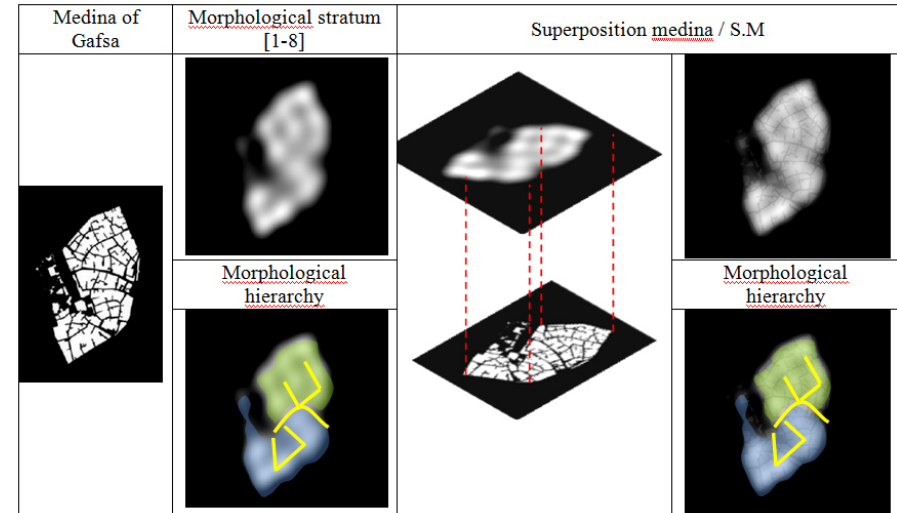 Medina of
Gafsa
Morphological stratum
[1-8]
Superposition medina / S.M
Morphological
hierarchy
Morphological
hierarchy